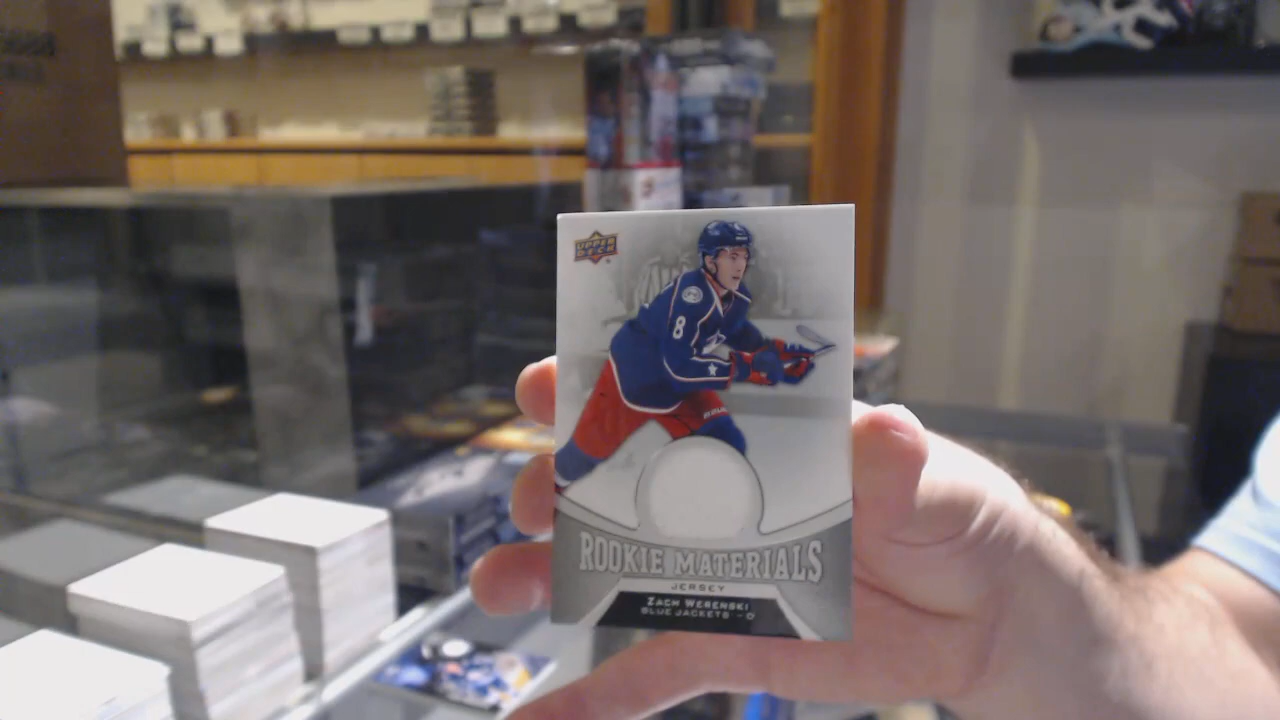 UPPER
DECK
8
ROOKIE MATERIALS
JERSEY
ZACH WERENSKI
BLUE JACKETS - D